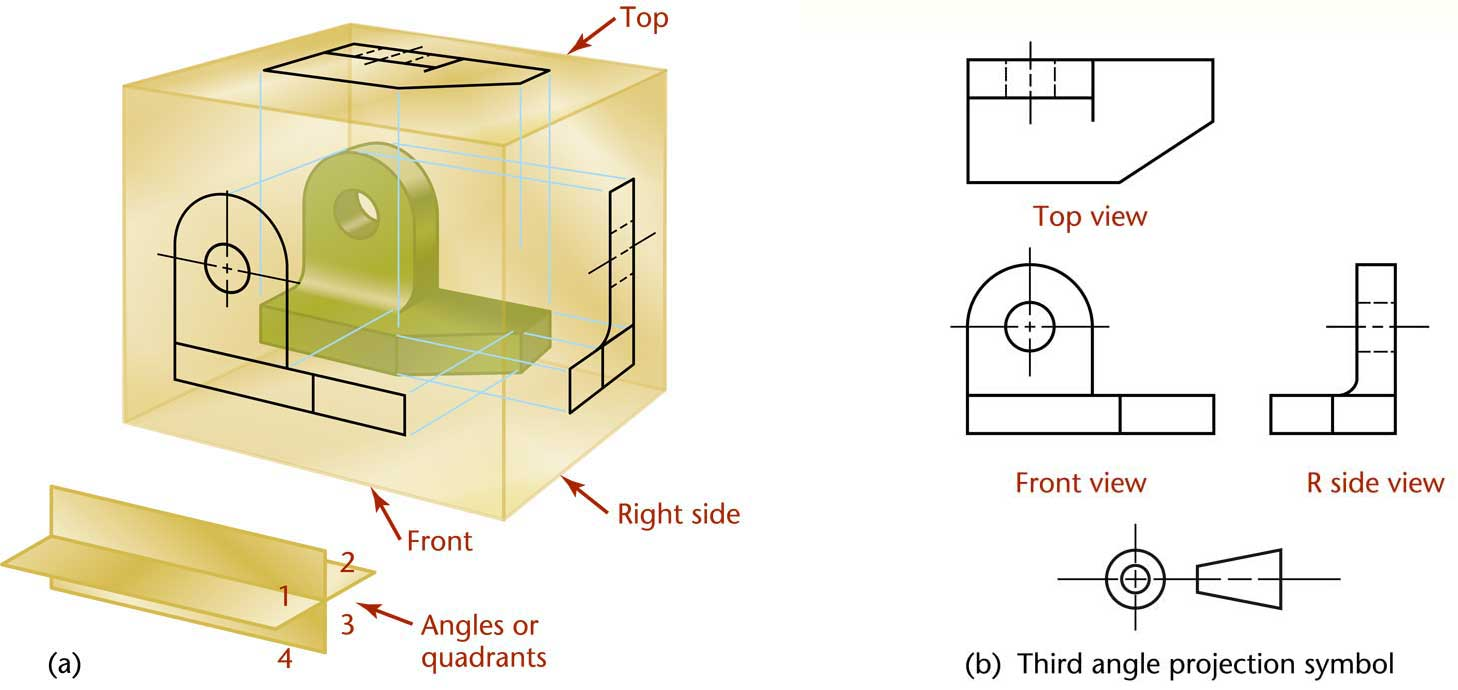 Top
Right side
Front
1
2
3
4
Angles or
quadrants
(a)
Top view
Front view
R side view
(b) Third angle projection symbol